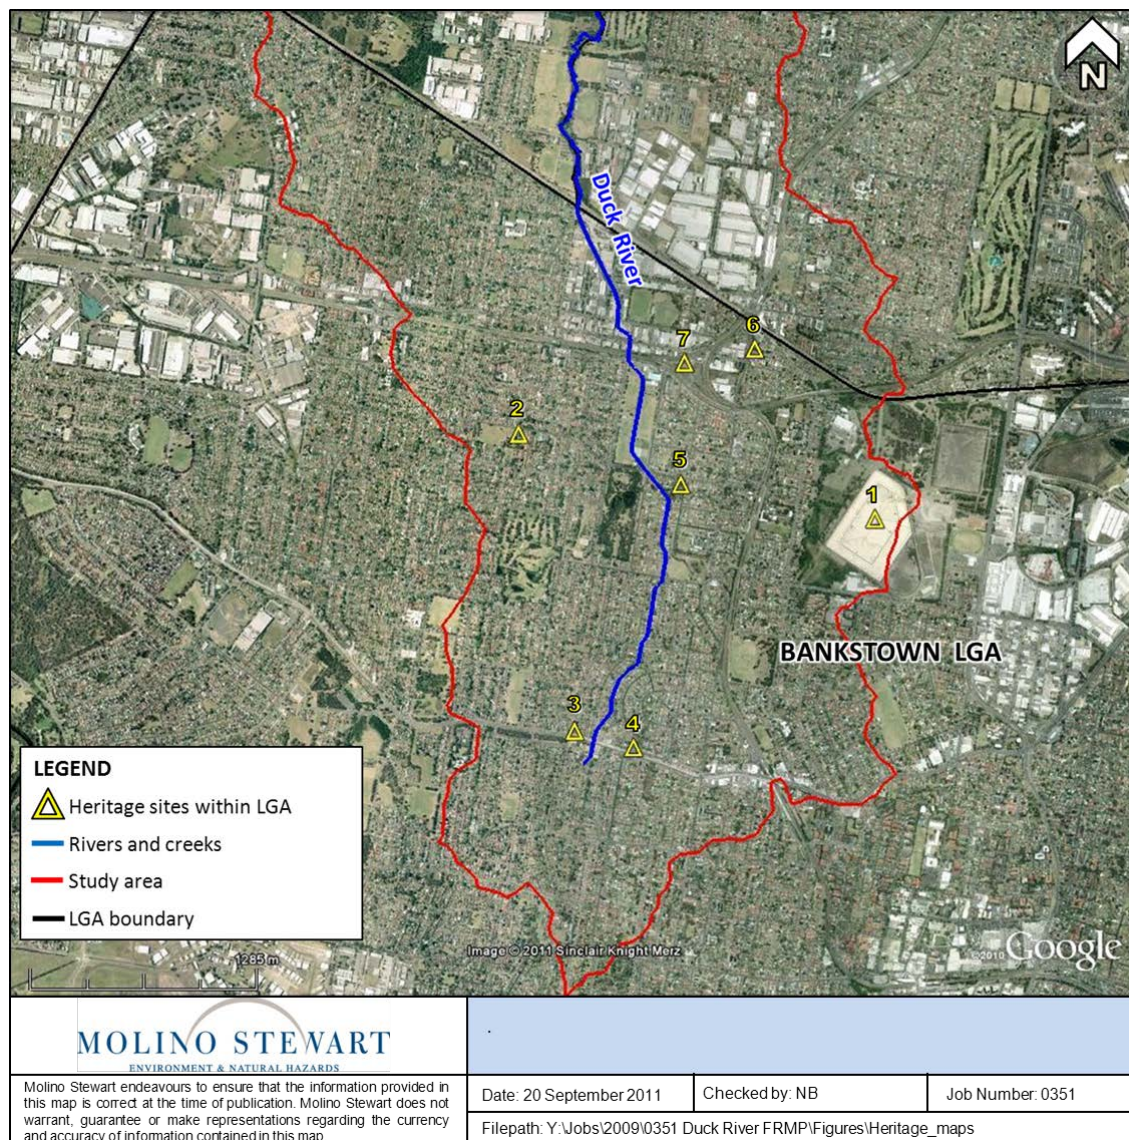 N
Duck River
6
7
2
5
1
BANKSTOWN LGA
3
4
LEGEND
Heritage sites within LGA
Rivers and creeks
Study area
LGA boundary
Image © 2011 Sinclair Knight Merz
©2010 Google
1285 m
MOLINO STEWART
ENVIRONMENT & NATURAL HAZARDS
Molino Stewart endeavours to ensure that the information provided in
this map is correct at the time of publication. Molino Stewart does not
warrant, guarantee or make representations regarding the currency
and accuracy of information contained in this map
Date: 20 September 2011
Checked by: NB
Job Number: 0351
Filepath: Y:\Jobs\2009\0351 Duck River FRMP\Figures\Heritage_maps